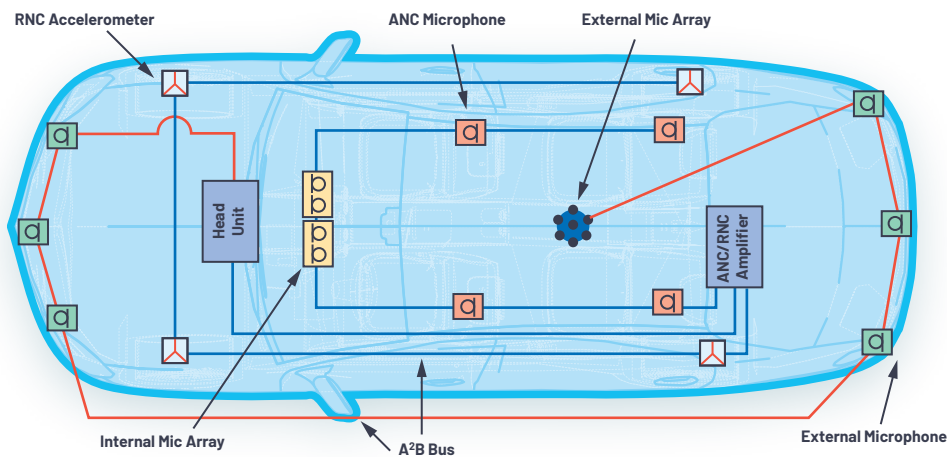 RNC Accelerometer
ANC Microphone
External Mic Array
Head
Unit
ANC/RNC
Amplifier
Internal Mic Array
A²B Bus
External Microphone